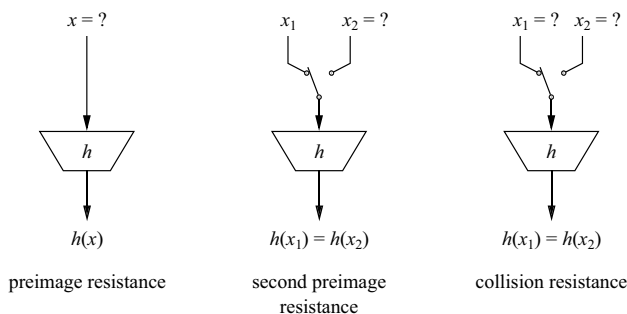 x = ?
x₁
x₂ = ?
x₁ = ?
x₂ = ?
h
h
h
h(x)
h(x₁) = h(x₂)
h(x₁) = h(x₂)
preimage resistance
second preimage
resistance
collision resistance